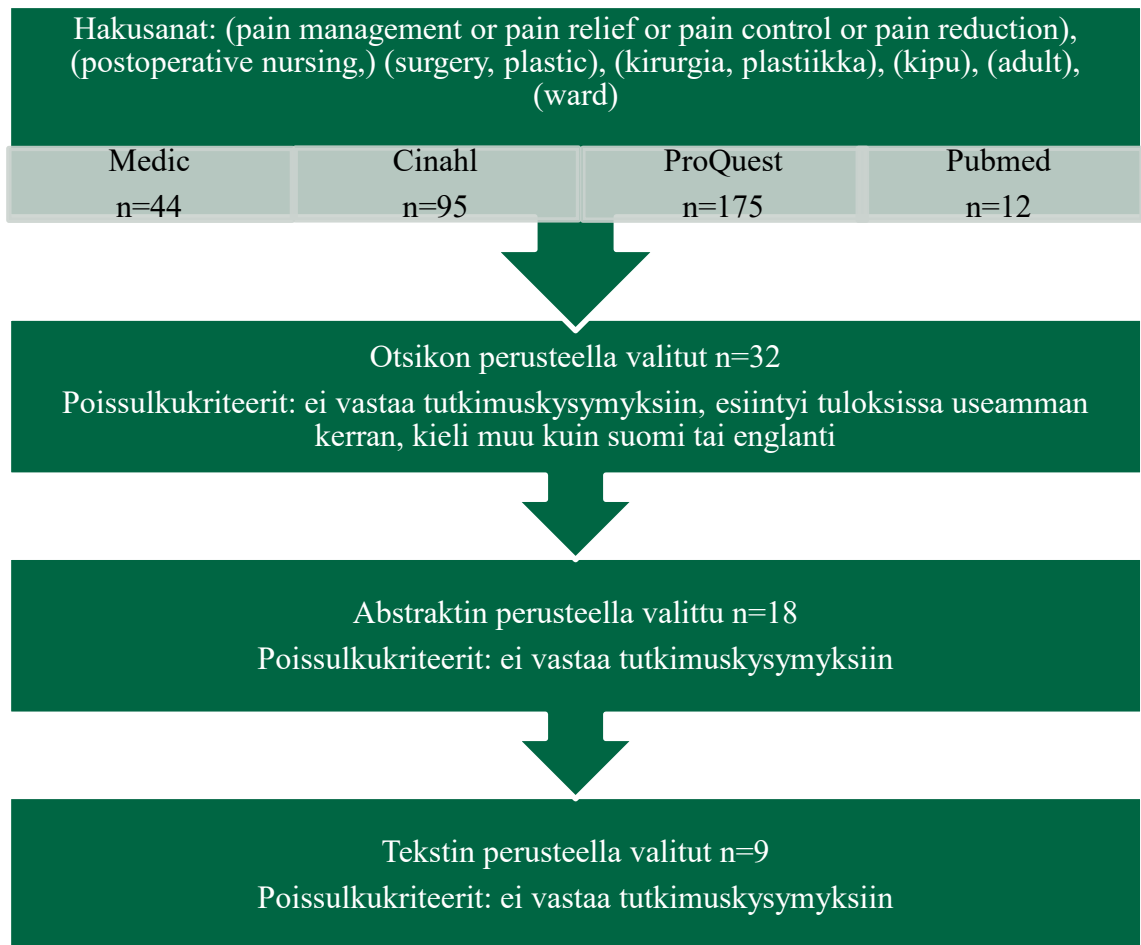 Hakusanat: (pain management or pain relief or pain control or pain reduction),
(postoperative nursing,) (surgery, plastic), (kirurgia, plastiikka), (kipu), (adult),
(ward)
Medic
n=44
Cinahl
n=95
ProQuest
n=175
Pubmed
n=12
Otsikon perusteella valitut n=32
Poissulkukriteerit: ei vastaa tutkimuskysymyksiin, esiintyi tuloksissa useamman
kerran, kieli muu kuin suomi tai englanti
Abstraktin perusteella valittu n=18
Poissulkukriteerit: ei vastaa tutkimuskysymyksiin
Tekstin perusteella valitut n=9
Poissulkukriteerit: ei vastaa tutkimuskysymyksiin